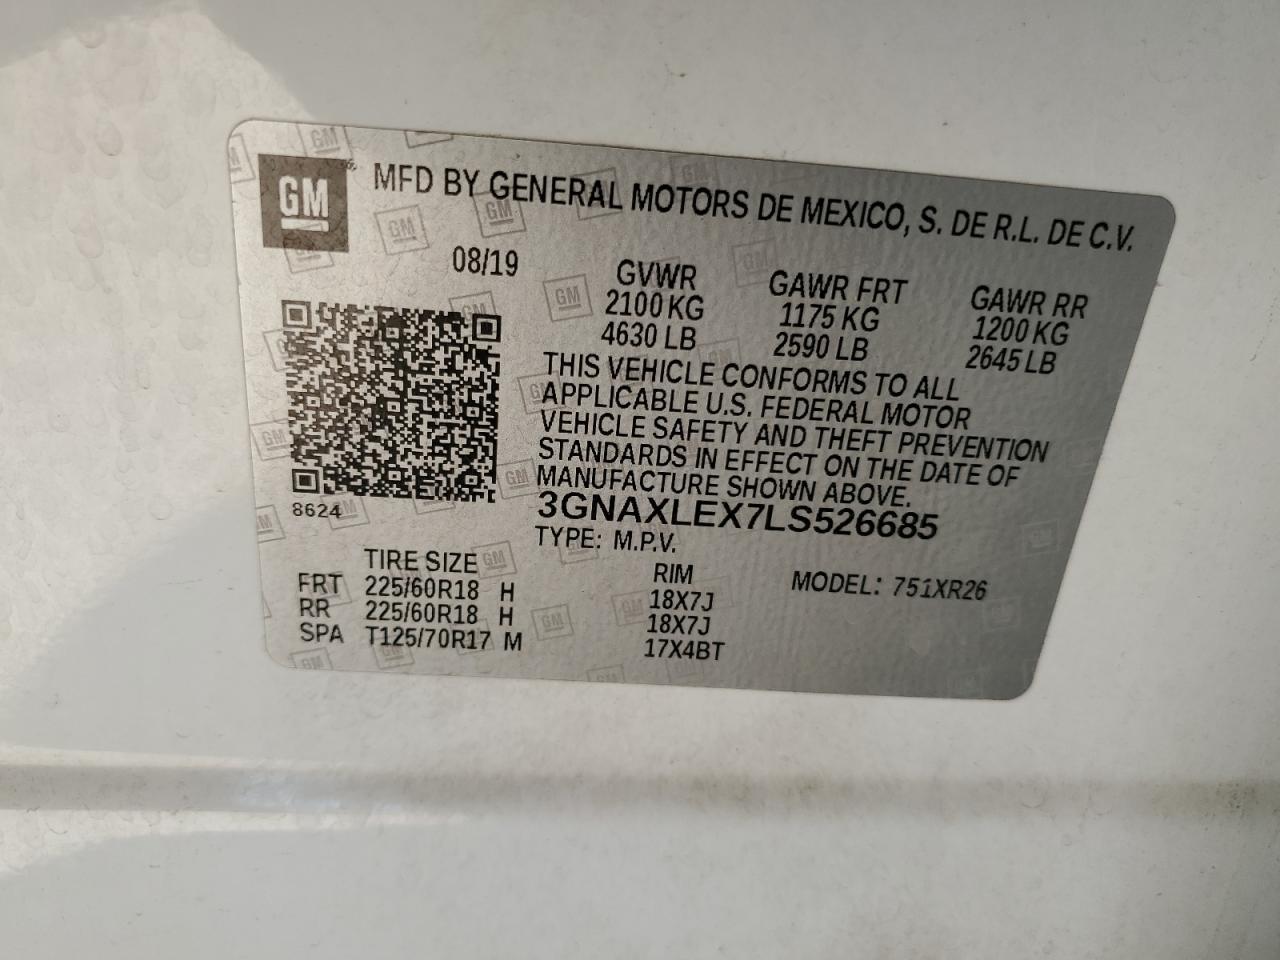 GM
MFD BY GENERAL MOTORS DE MEXICO, S. DE R.L. DE C.V.
08/19
GVWR GAWR FRT GAWR RR
2100 KG 1175 KG 1200 KG
4630 LB 2590 LB 2645 LB
THIS VEHICLE CONFORMS TO ALL
APPLICABLE U.S. FEDERAL MOTOR
VEHICLE SAFETY AND THEFT PREVENTION
STANDARDS IN EFFECT ON THE DATE OF
MANUFACTURE SHOWN ABOVE.
8624
3GNAXLEX7LS526685
TYPE: M.P.V.
TIRE SIZE RIM MODEL: 751XR26
FRT 225/60R18 H 18X7J
RR 225/60R18 H 18X7J
SPA T125/70R17 M 17X4BT